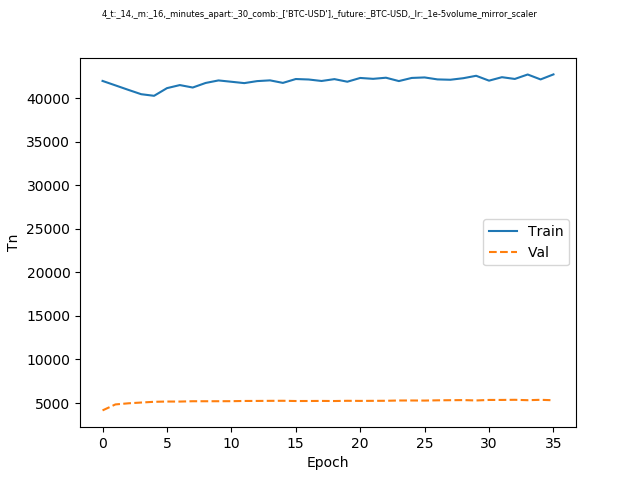 4_t:_14,_m:_16,_minutes_apart:_30_comb:_['BTC-USD'],_future:_BTC-USD,_lr:_1e-5volume_mirror_scaler
40000
35000
30000
25000
20000
15000
10000
5000
Tn
Train
Val
0 5 10 15 20 25 30 35
Epoch